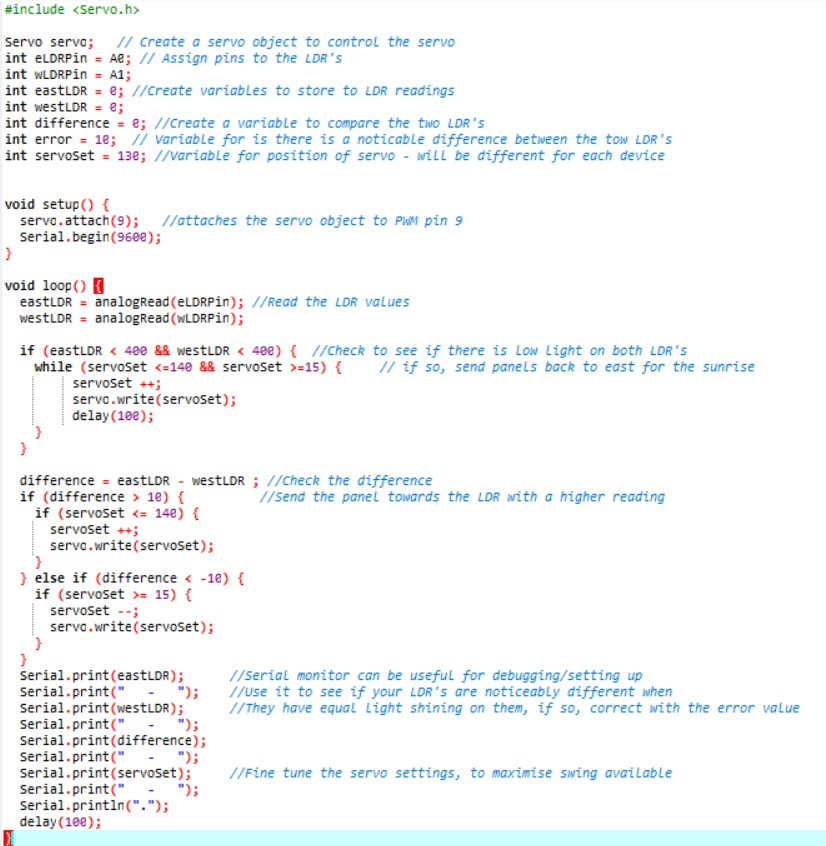 #include <Servo.h>

Servo servo;   // Create a servo object to control the servo
int eLDRPin = A0; // Assign pins to the LDR's
int wLDRPin = A1;
int eastLDR = 0; //Create variables to store to LDR readings
int westLDR = 0;
int difference = 0; //Create a variable to compare the two LDR's
int error = 10;  // Variable for is there is a noticable difference between the tow LDR's
int servoSet = 130; //Variable for position of servo - will be different for each device


void setup() {
  servo.attach(9);   //attaches the servo object to PWM pin 9
  Serial.begin(9600);
}

void loop() {
  eastLDR = analogRead(eLDRPin); //Read the LDR values
  westLDR = analogRead(wLDRPin);

  if (eastLDR < 400 && westLDR < 400) {  //Check to see if there is low light on both LDR's
    while (servoSet <=140 && servoSet >=15) {     // if so, send panels back to east for the sunrise
         servoSet ++;
         servo.write(servoSet);
         delay(100);
    }
  }

  difference = eastLDR - westLDR ; //Check the difference
  if (difference > 10) {          //Send the panel towards the LDR with a higher reading
    if (servoSet <= 140) {
      servoSet ++;
      servo.write(servoSet);
    }
  } else if (difference < -10) {
    if (servoSet >= 15) {
      servoSet --;
      servo.write(servoSet);
    }
  }
  Serial.print(eastLDR);      //Serial monitor can be useful for debugging/setting up
  Serial.print("   -   ");    //Use it to see if your LDR's are noticeably different when
  Serial.print(westLDR);      //They have equal light shining on them, if so, correct with the error value
  Serial.print("   -   ");
  Serial.print(difference);
  Serial.print("   -   ");
  Serial.print(servoSet);     //Fine tune the servo settings, to maximise swing available
  Serial.print("   -   ");
  Serial.println(".");
  delay(100);
}